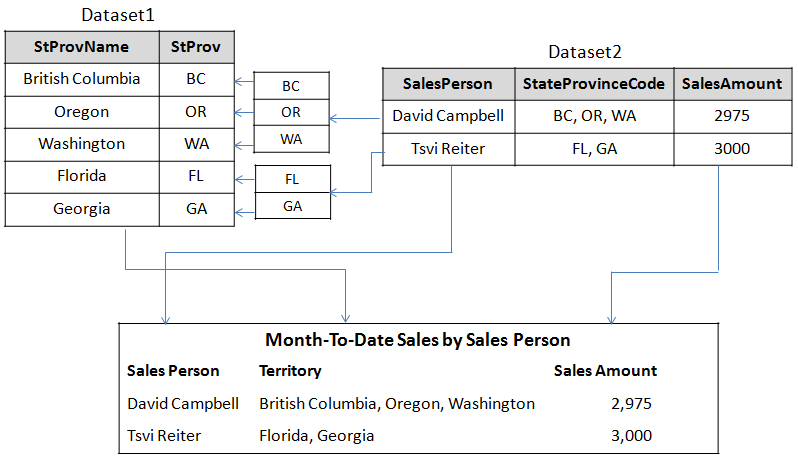 Dataset1
StProvName StProv
British Columbia BC
Oregon OR
Washington WA
Florida FL
Georgia GA
BC
OR
WA
FL
GA
Dataset2
SalesPerson StateProvinceCode SalesAmount
David Campbell BC, OR, WA 2975
Tsvi Reiter FL, GA 3000
Month-To-Date Sales by Sales Person
Sales Person Territory Sales Amount
David Campbell British Columbia, Oregon, Washington 2,975
Tsvi Reiter Florida, Georgia 3,000